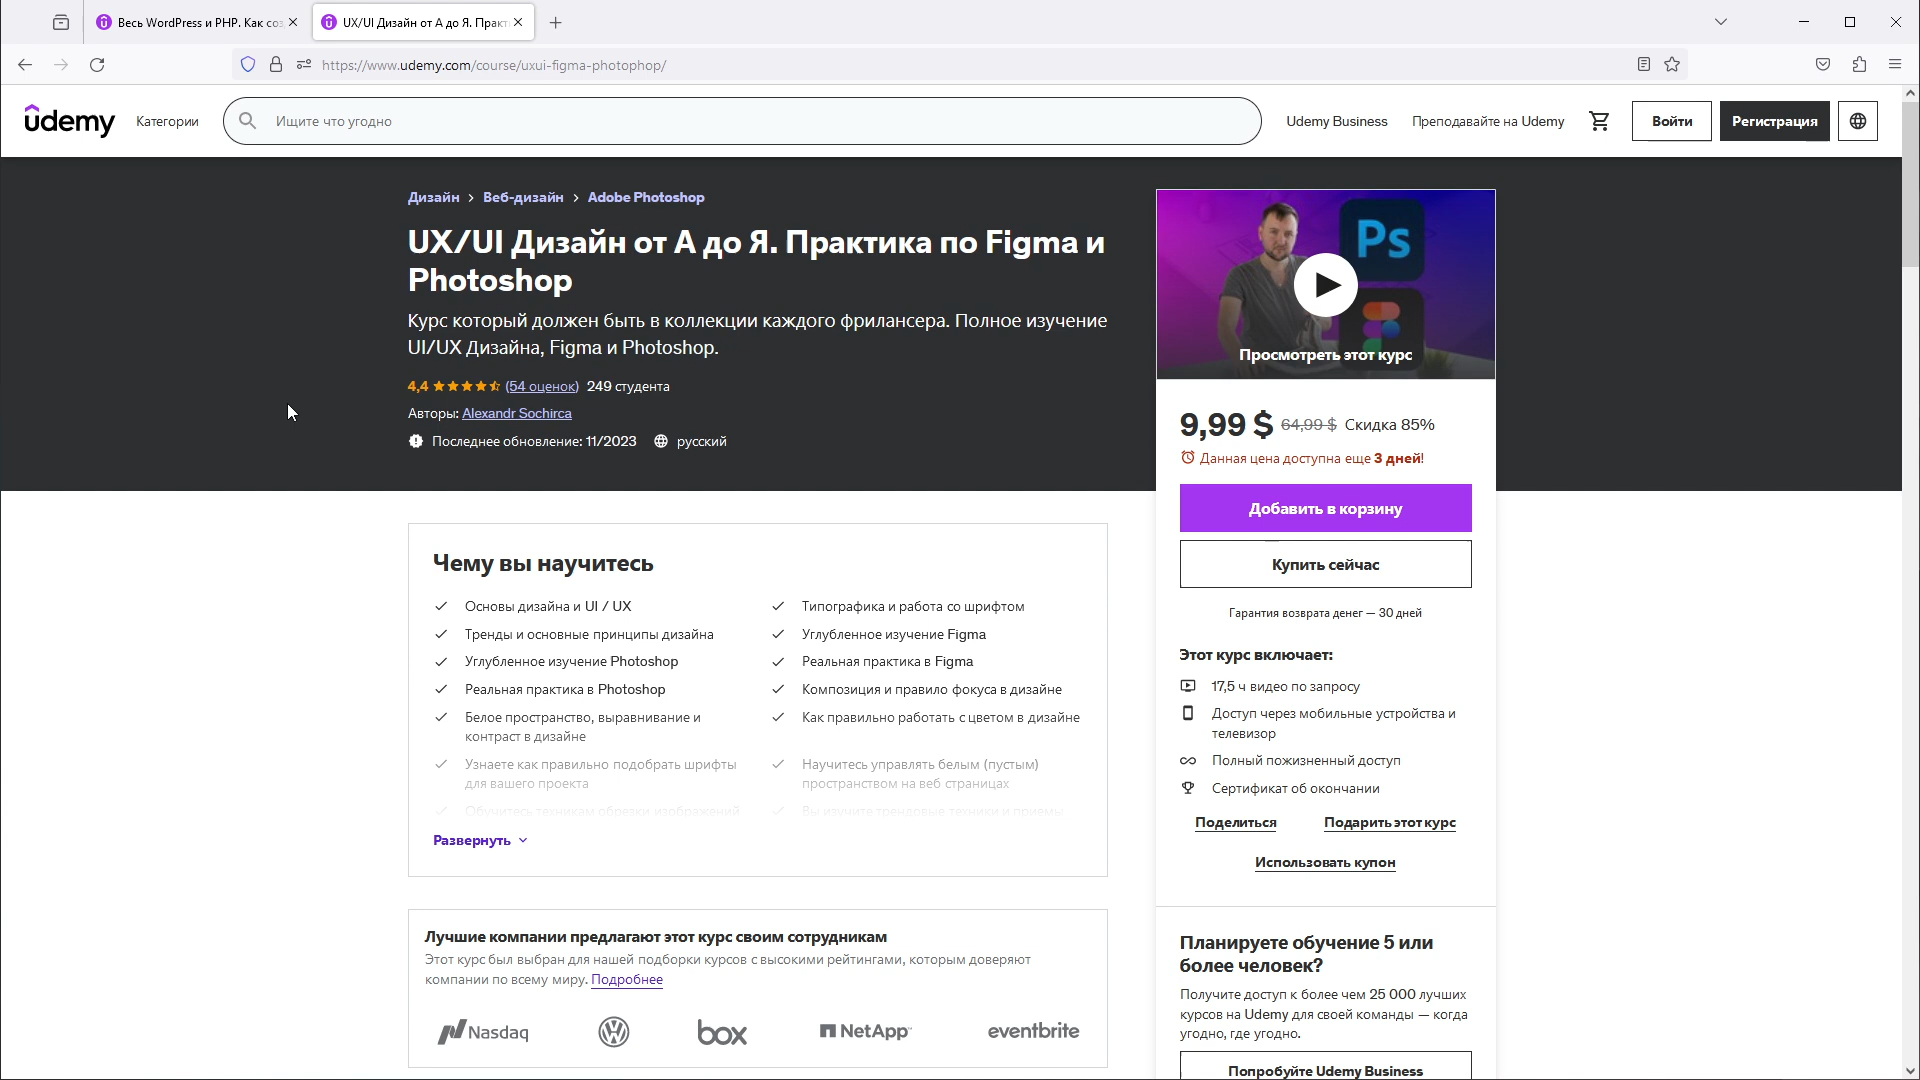 Весь WordPress и PHP. Как соз
UX/UI Дизайн от А до Я. Практ
https://www.udemy.com/course/uxui-figma-photophop/
udemy
Категории
Ищите что угодно
Udemy Business
Преподавайте на Udemy
Войти
Регистрация
Дизайн > Веб-дизайн > Adobe Photoshop
UX/UI Дизайн от А до Я. Практика по Figma и
Photoshop
Курс который должен быть в коллекции каждого фрилансера. Полное изучение
UI/UX Дизайна, Figma и Photoshop.
4,4 (54 оценок) 249 студента
Авторы: Alexandr Sochirca
Последнее обновление: 11/2023 русский
Ps
Просмотреть этот курс
9,99 $ 64,99 $ Скидка 85%
Данная цена доступна еще 3 дней!
Добавить в корзину
Купить сейчас
Гарантия возврата денег — 30 дней
Этот курс включает:
17,5 ч видео по запросу
Доступ через мобильные устройства и
телевизор
Полный пожизненный доступ
Сертификат об окончании
Поделиться
Подарить этот курс
Использовать купон
Планируете обучение 5 или
более человек?
Получите доступ к более чем 25 000 лучших
курсов на Udemy для своей команды — когда
угодно, где угодно.
Попробуйте Udemy Business
Чему вы научитесь
Основы дизайна и UI / UX
Типографика и работа со шрифтом
Тренды и основные принципы дизайна
Углубленное изучение Figma
Углубленное изучение Photoshop
Реальная практика в Figma
Реальная практика в Photoshop
Композиция и правило фокуса в дизайне
Белое пространство, выравнивание и
контраст в дизайне
Как правильно работать с цветом в дизайне
Узнаете как правильно подобрать шрифты
для вашего проекта
Научитесь управлять белым (пустым)
пространством на веб страницах
Обучитесь техникам обрезки изображений
Вы изучите трендовые техники и приемы
Развернуть
Лучшие компании предлагают этот курс своим сотрудникам
Этот курс был выбран для нашей подборки курсов с высокими рейтингами, которым доверяют
компании по всему миру. Подробнее
Nasdaq
box
NetApp
eventbrite